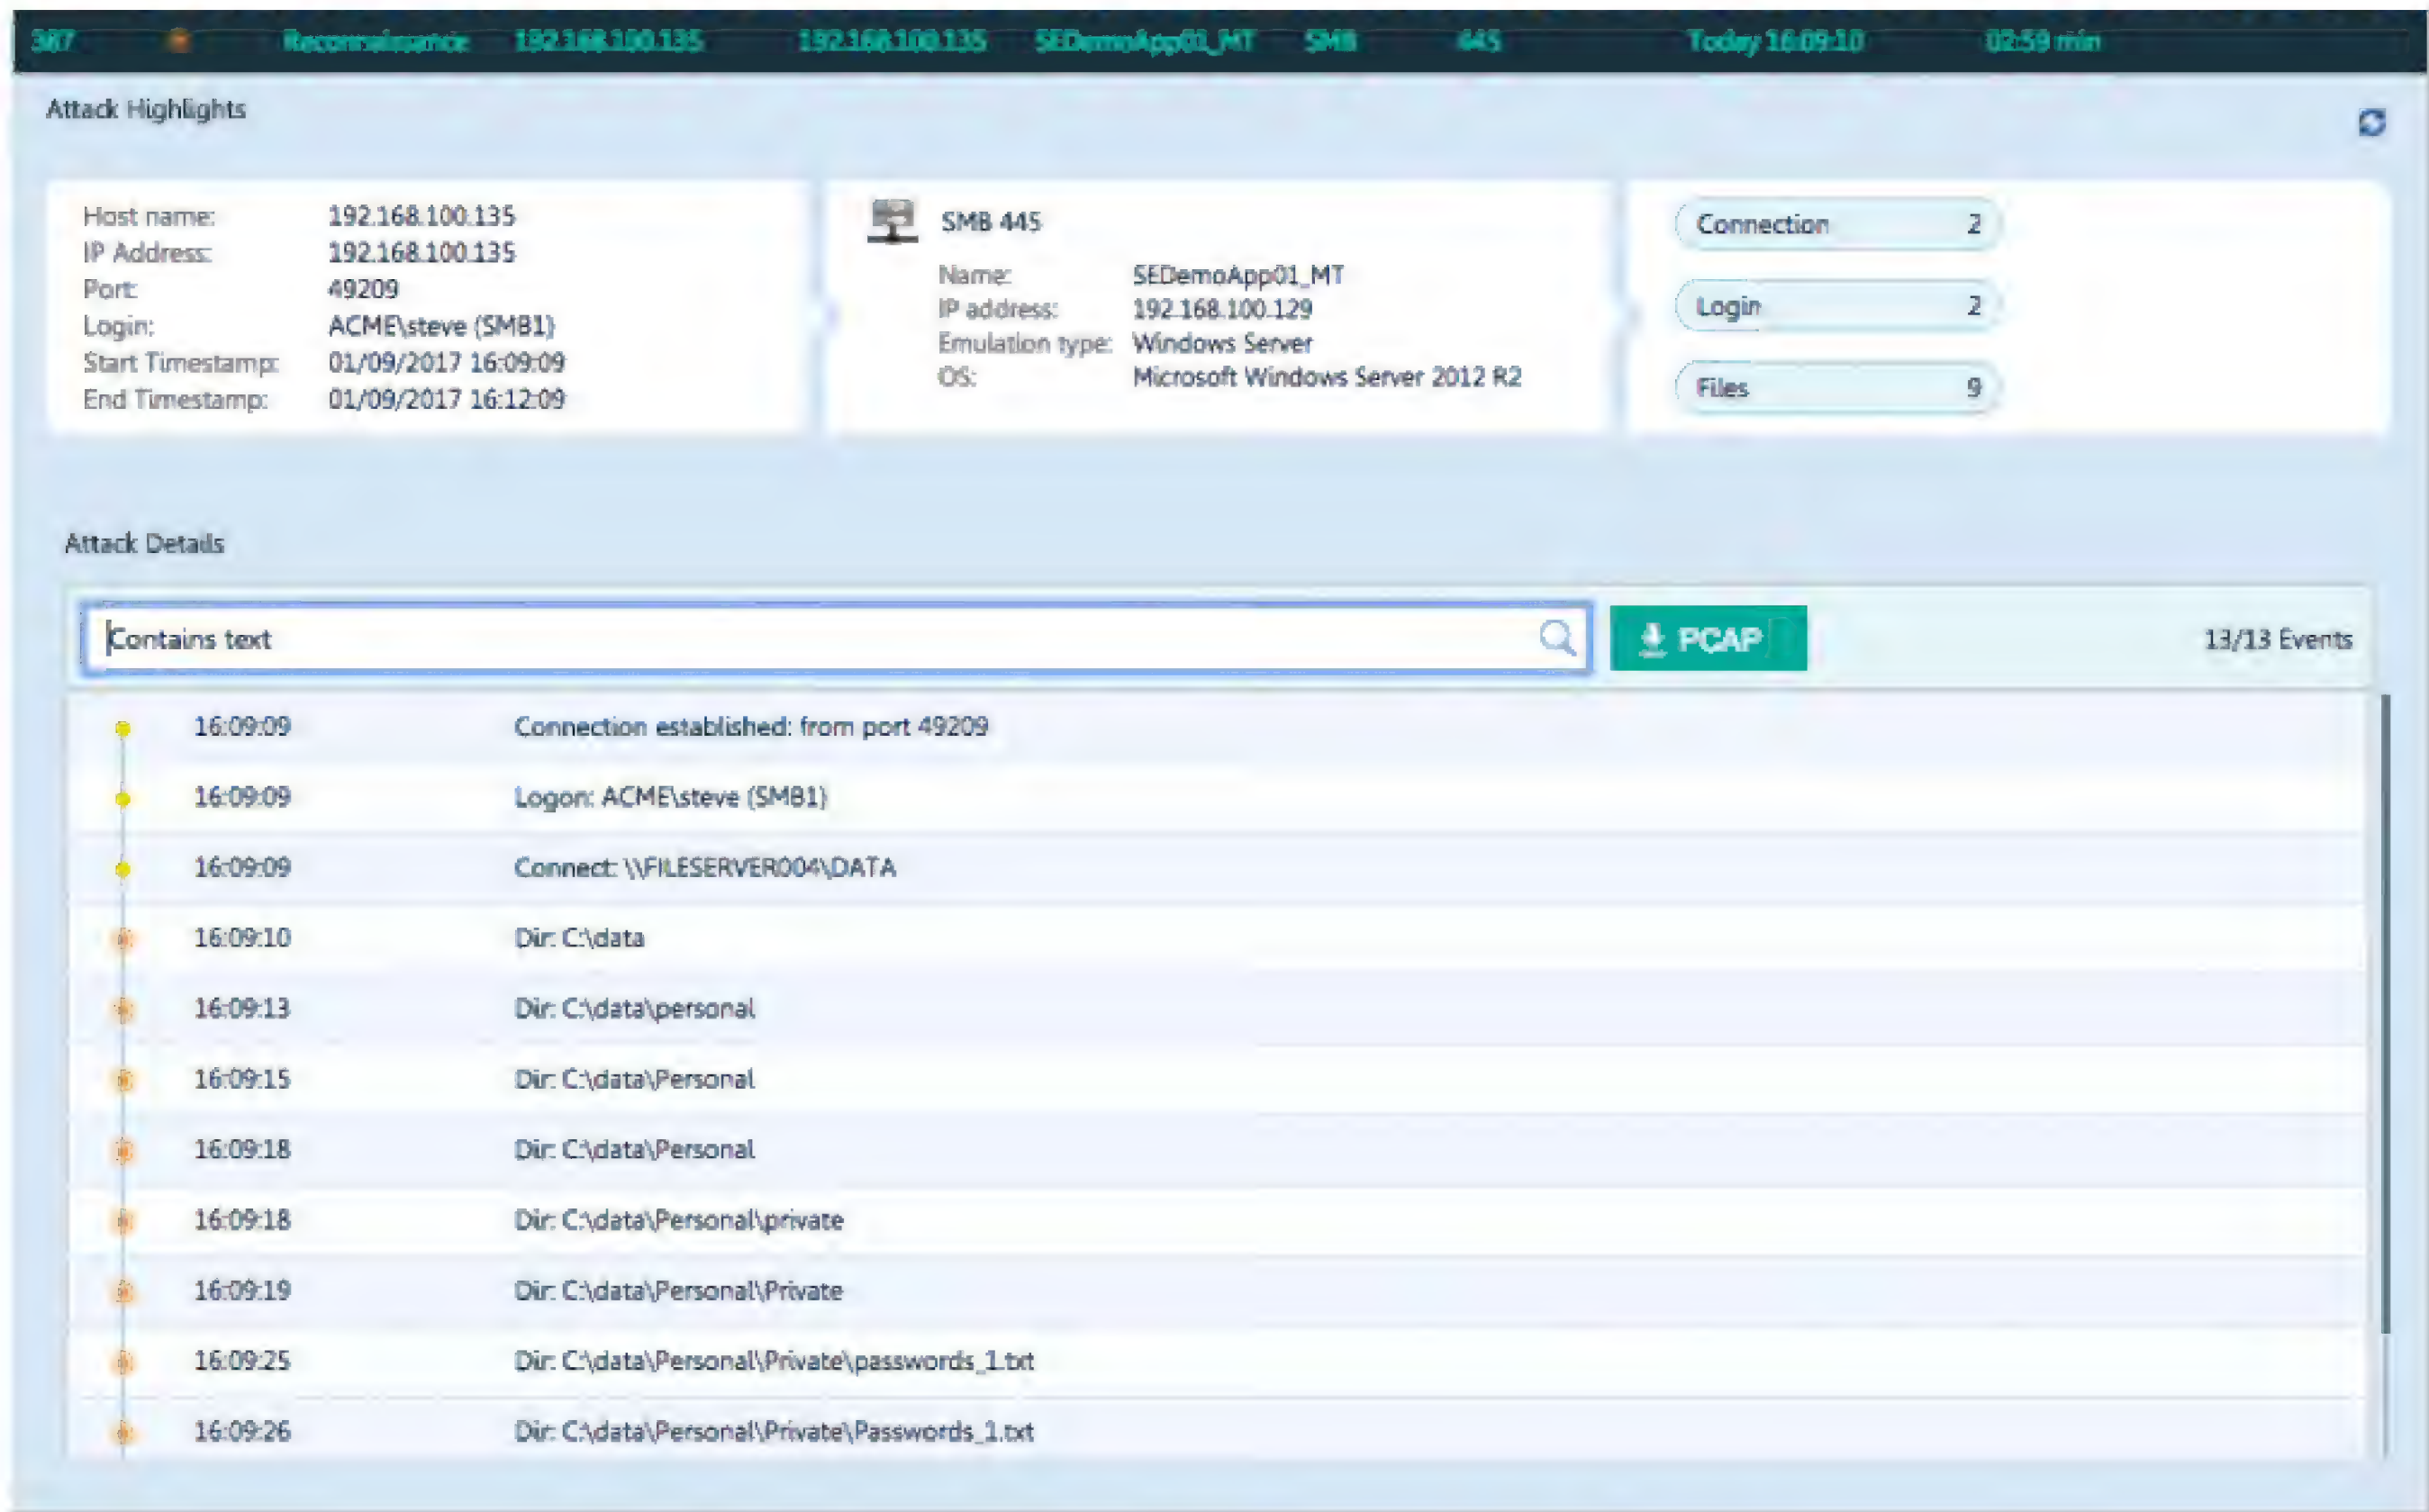 387 Reconnaissance 192.168.100.135 192.168.100.135 SEDemoApp01_MT SMB 445 Today 16:09:10 02:59 min
Attack Highlights
Host name: 192.168.100.135
IP Address: 192.168.100.135
Port: 49209
Login: ACME\steve (SMB1)
Start Timestamp: 01/09/2017 16:09:09
End Timestamp: 01/09/2017 16:12:09
SMB 445
Name: SEDemoApp01_MT
IP address: 192.168.100.129
Emulation type: Windows Server
OS: Microsoft Windows Server 2012 R2
Connection 2
Login 2
Files 9
Attack Details
Contains text PCAP 13/13 Events
16:09:09 Connection established: from port 49209
16:09:09 Logon: ACME\steve (SMB1)
16:09:09 Connect: \\FILESERVER004\DATA
16:09:10 Dir: C:\data
16:09:13 Dir: C:\data\personal
16:09:15 Dir: C:\data\Personal
16:09:18 Dir: C:\data\Personal
16:09:18 Dir: C:\data\Personal\private
16:09:19 Dir: C:\data\Personal\Private
16:09:25 Dir: C:\data\Personal\Private\passwords_1.txt
16:09:26 Dir: C:\data\Personal\Private\Passwords_1.txt